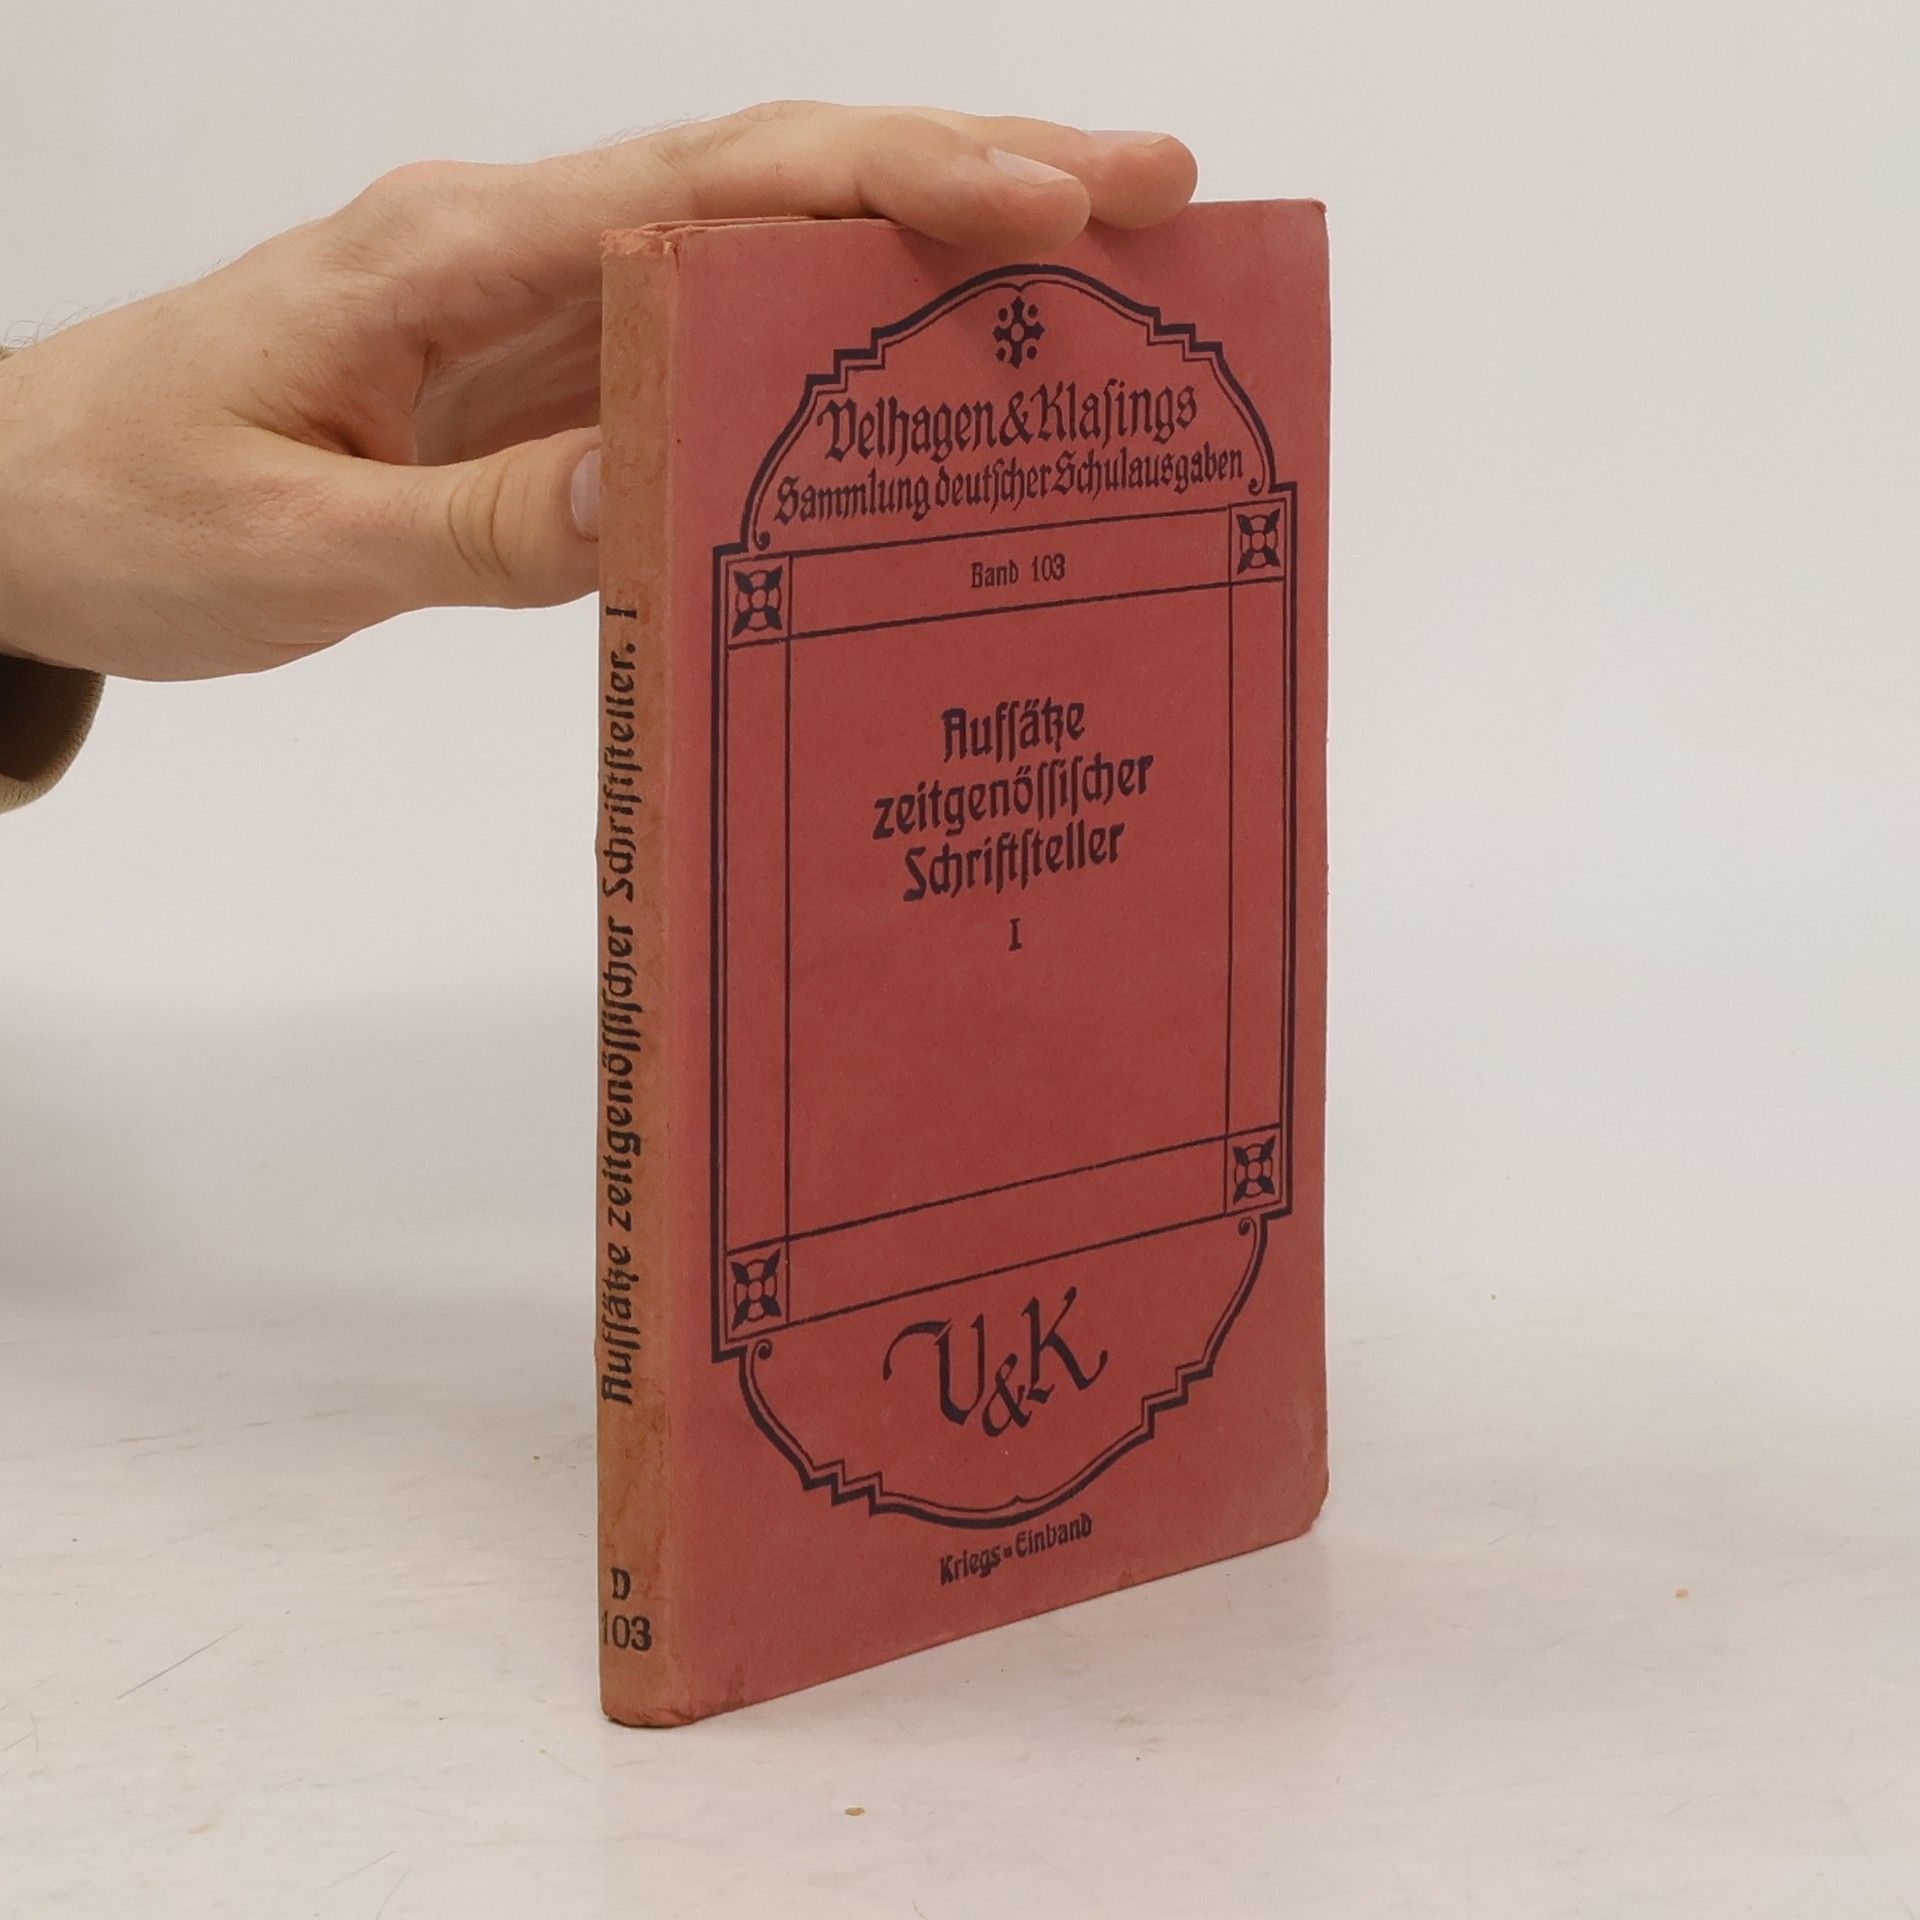 Velhagen & Klaſings
Sammlung deutſcher Schulausgaben
Band 103
Aufſätze
zeitgenöſſiſcher
Schriftſteller
I
V & K
Kriegs=Einband
Aufſätze zeitgenöſſiſcher Schriftſteller. I
D
103